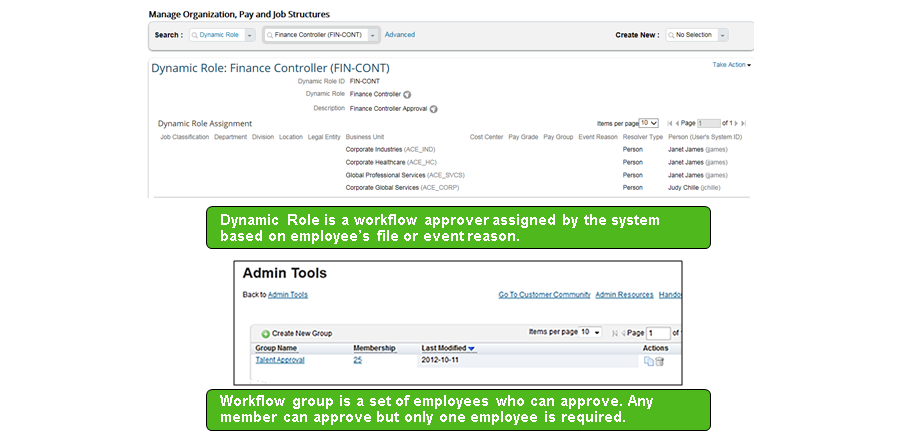 Manage Organization, Pay and Job Structures
Search : Dynamic Role Finance Controller (FIN-CONT) Advanced Create New : No Selection
Dynamic Role: Finance Controller (FIN-CONT) Take Action
Dynamic Role ID FIN-CONT
Dynamic Role Finance Controller
Description Finance Controller Approval
Dynamic Role Assignment Items per page 10 Page 1 of 1
Job Classification Department Division Location Legal Entity Business Unit Cost Center Pay Grade Pay Group Event Reason Resolver Type Person (User's System ID)
Corporate Industries (ACE_IND) Person Janet James (jjames)
Corporate Healthcare (ACE_HC) Person Janet James (jjames)
Global Professional Services (ACE_SVCS) Person Janet James (jjames)
Corporate Global Services (ACE_CORP) Person Judy Chille (jchille)
Dynamic Role is a workflow approver assigned by the system
based on employee's file or event reason.
Admin Tools
Back to Admin Tools Go To Customer Community Admin Resources Handou
Create New Group Items per page 10 Page 1 of
Group Name Membership Last Modified Actions
Talent Approval 25 2012-10-11
Workflow group is a set of employees who can approve. Any
member can approve but only one employee is required.